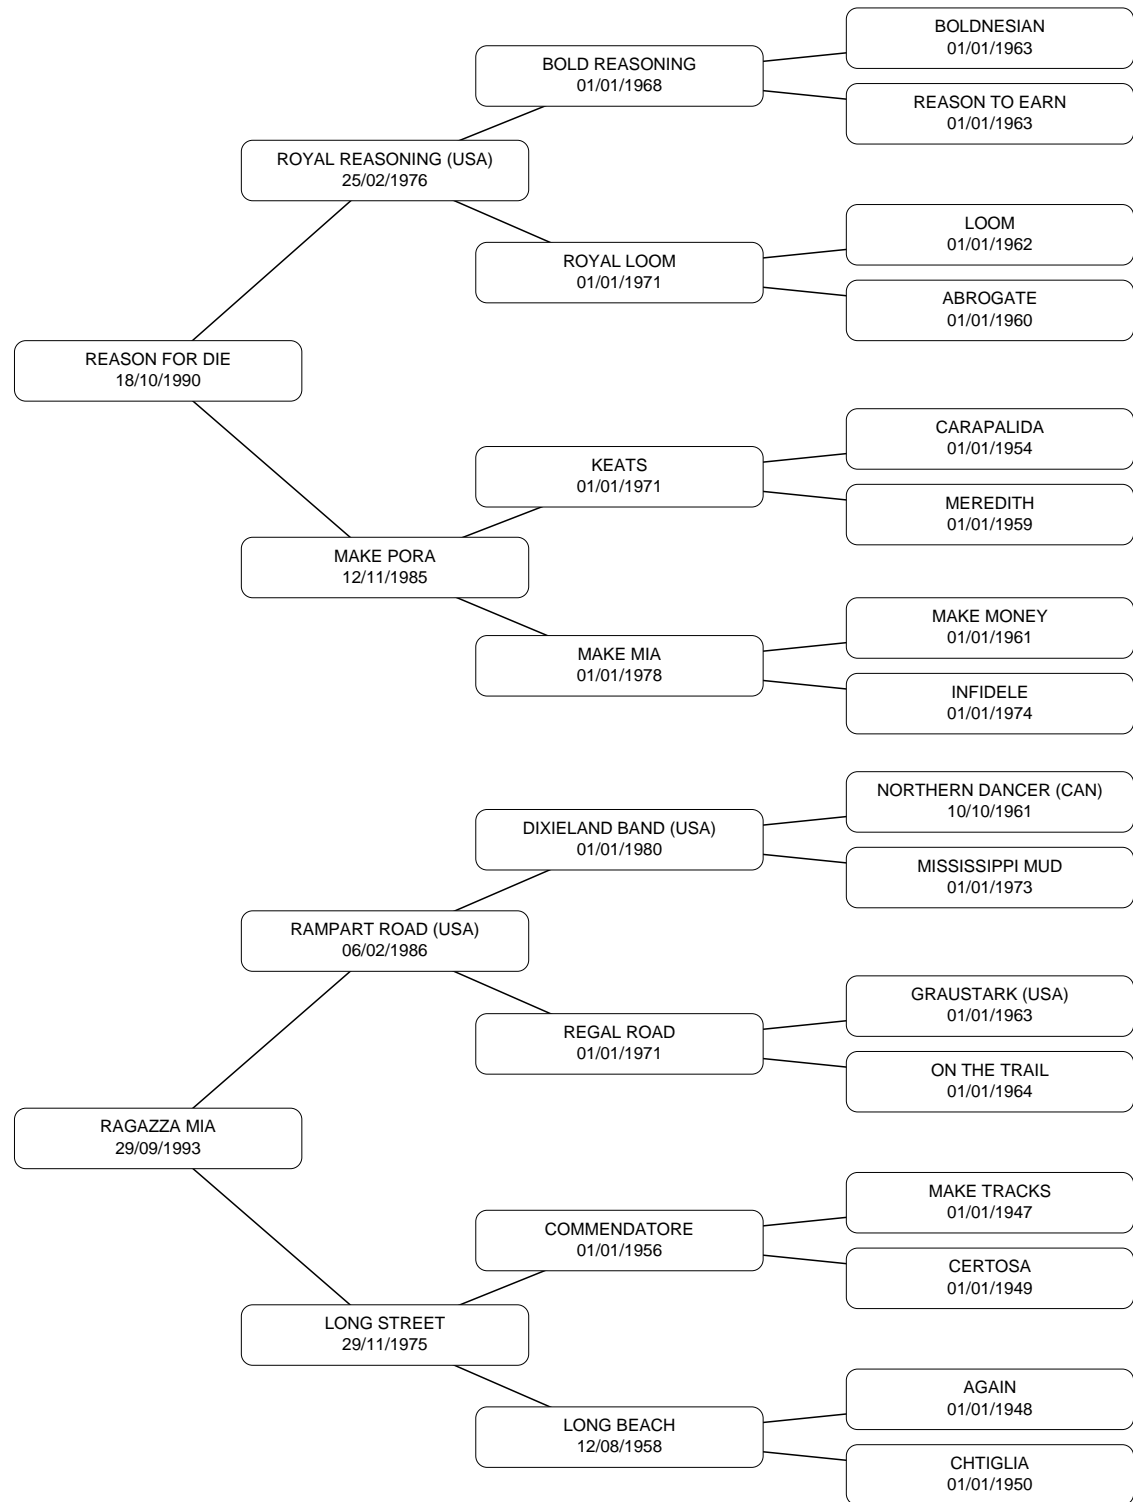 BOLDNESIAN
01/01/1963
BOLD REASONING
01/01/1968
REASON TO EARN
01/01/1963
ROYAL REASONING (USA)
25/02/1976
LOOM
01/01/1962
ROYAL LOOM
01/01/1971
ABROGATE
01/01/1960
REASON FOR DIE
18/10/1990
CARAPALIDA
01/01/1954
KEATS
01/01/1971
MEREDITH
01/01/1959
MAKE PORA
12/11/1985
MAKE MONEY
01/01/1961
MAKE MIA
01/01/1978
INFIDELE
01/01/1974
NORTHERN DANCER (CAN)
10/10/1961
DIXIELAND BAND (USA)
01/01/1980
MISSISSIPPI MUD
01/01/1973
RAMPART ROAD (USA)
06/02/1986
GRAUSTARK (USA)
01/01/1963
REGAL ROAD
01/01/1971
ON THE TRAIL
01/01/1964
RAGAZZA MIA
29/09/1993
MAKE TRACKS
01/01/1947
COMMENDATORE
01/01/1956
CERTOSA
01/01/1949
LONG STREET
29/11/1975
AGAIN
01/01/1948
LONG BEACH
12/08/1958
CHTIGLIA
01/01/1950